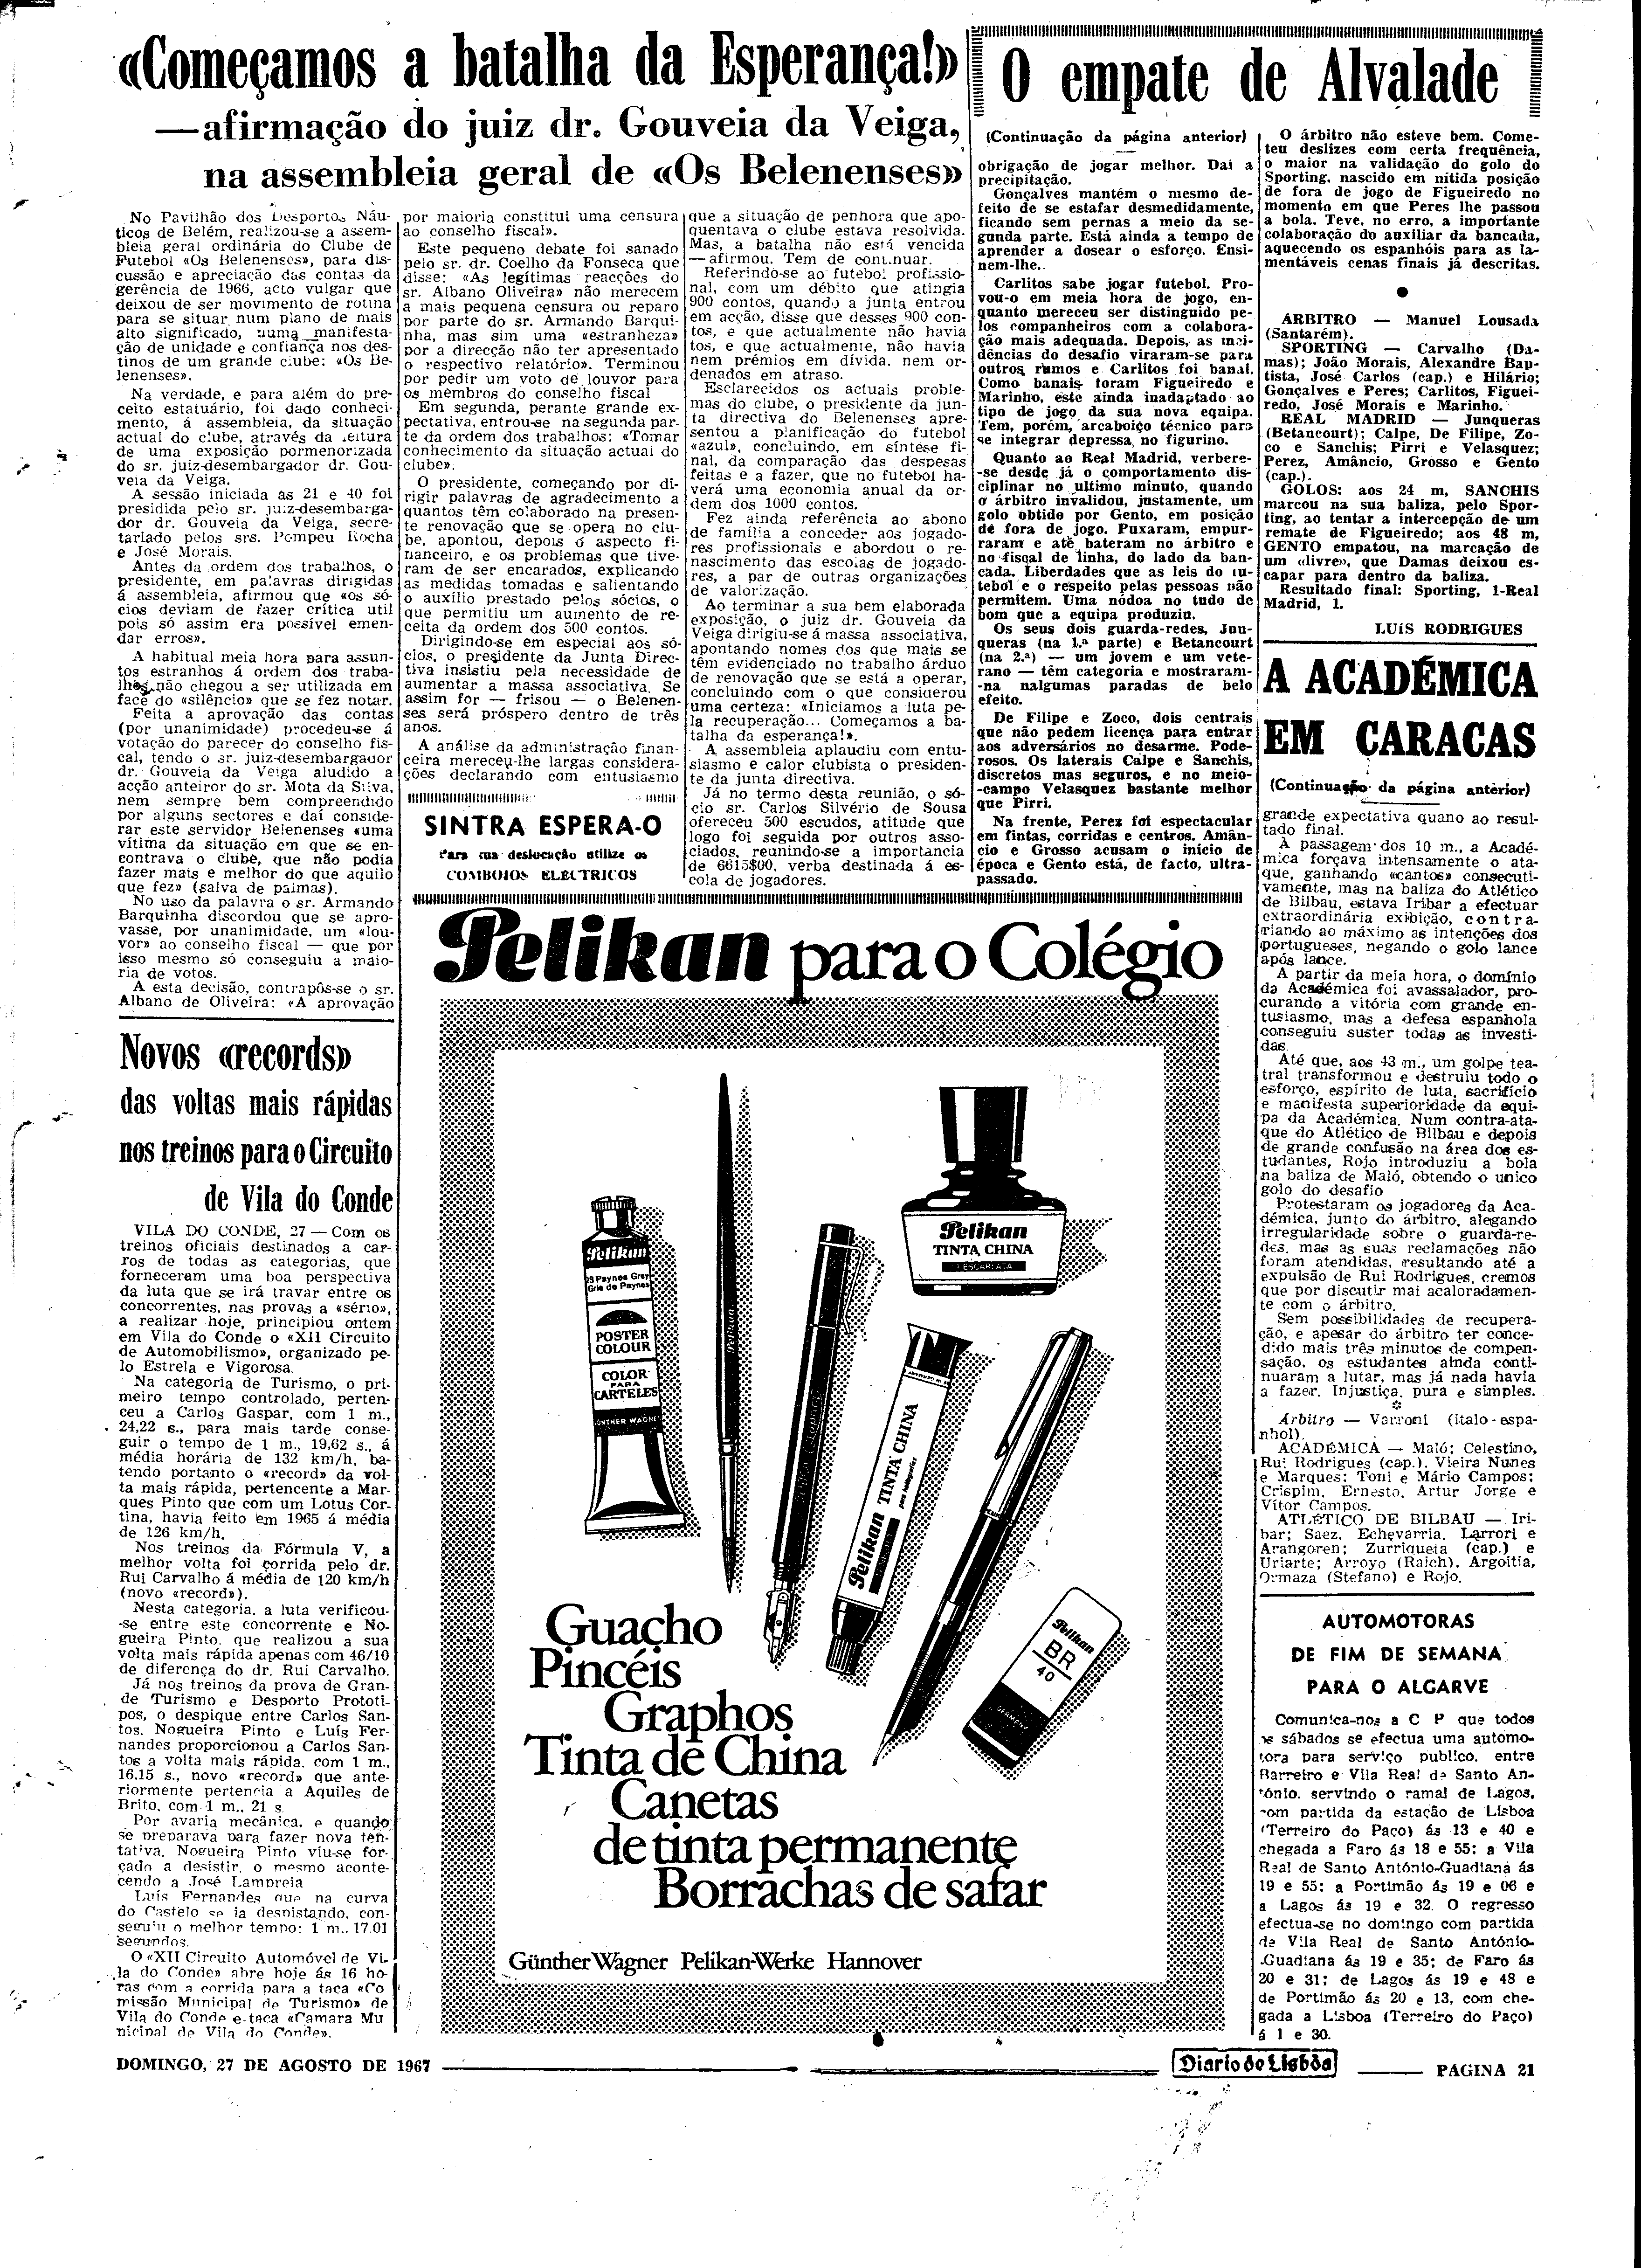 «Começamos a batalha da Esperança!»
—afirmação do juiz dr. Gouveia da Veiga,
na assembleia geral de «Os Belenenses»
No Pavilhão dos Desportos Náu-
ticos de Belém, realizou-se a assem-
bleia geral ordinária do Clube de
Futebol «Os Belenenses», para dis-
cussão e apreciação das contas da
gerência de 1966, acto vulgar que
deixou de ser movimento de rotina
para se situar num plano de mais
alto significado, numa manifesta-
ção de unidade e confiança nos des-
tinos de um grande clube: «Os Be-
lenenses».
Na verdade, e para além do pre-
ceito estatuário, foi dado conheci-
mento, á assembleia, da situação
actual do clube, através da leitura
de uma exposição pormenorizada
do sr. juiz-desembargador dr. Gou-
veia da Veiga.
A sessão iniciada as 21 e 40 foi
presidida pelo sr. juiz-desembarga-
dor dr. Gouveia da Veiga, secre-
tariado pelos srs. Pompeu Rocha
e José Morais.
Antes da ordem dos trabalhos, o
presidente, em palavras dirigidas
á assembleia, afirmou que «os só-
cios deviam de fazer crítica util
pois só assim era possível emen-
dar erros».
A habitual meia hora para assun-
tos estranhos á ordem dos traba-
lhos não chegou a ser utilizada em
face do «silêncio» que se fez notar.
Feita a aprovação das contas
(por unanimidade) procedeu-se á
votação do parecer do conselho fis-
cal, tendo o sr. juiz-desembargador
dr. Gouveia da Veiga aludido a
acção anteiror do sr. Mota da Silva,
nem sempre bem compreendido
por alguns sectores e daí conside-
rar este servidor Belenenses «uma
vítima da situação em que se en-
contrava o clube, que não podia
fazer mais e melhor do que aquilo
que fez» (salva de palmas).
No uso da palavra o sr. Armando
Barquinha discordou que se apro-
vasse, por unanimidade, um «lou-
vor» ao conselho fiscal — que por
isso mesmo só conseguiu a maio-
ria de votos.
A esta decisão, contrapôs-se o sr.
Albano de Oliveira: «A aprovação
por maioria constitui uma censura
ao conselho fiscal».
Este pequeno debate foi sanado
pelo sr. dr. Coelho da Fonseca que
disse: «As legítimas reacções do
sr. Albano Oliveira» não merecem
a mais pequena censura ou reparo
por parte do sr. Armando Barqui-
nha, mas sim uma «estranheza»
por a direcção não ter apresentado
o respectivo relatório». Terminou
por pedir um voto de louvor para
os membros do conselho fiscal
Em segunda, perante grande ex-
pectativa, entrou-se na segunda par-
te da ordem dos trabalhos: «Tomar
conhecimento da situação actual do
clube».
O presidente, começando por di-
rigir palavras de agradecimento a
quantos têm colaborado na presen-
te renovação que se opera no clu-
be, apontou, depois o aspecto fi-
nanceiro, e os problemas que tive-
ram de ser encarados, explicando
as medidas tomadas e salientando
o auxílio prestado pelos sócios, o
que permitiu um aumento de re-
ceita da ordem dos 500 contos.
Dirigindo-se em especial aos só-
cios, o presidente da Junta Direc-
tiva insistiu pela necessidade de
aumentar a massa associativa. Se
assim for — frisou — o Belenen-
ses será próspero dentro de três
anos.
A análise da administração finan-
ceira mereceu-lhe largas considera-
ções declarando com entusiasmo
que a situação de penhora que apo-
quentava o clube estava resolvida.
Mas, a batalha não está vencida
— afirmou. Tem de continuar.
Referindo-se ao futebol profissio-
nal, com um débito que atingia
900 contos, quando a junta entrou
em acção, disse que desses 900 con-
tos, e que actualmente não havia
tos, e que actualmente, não havia
nem prémios em dívida, nem or-
denados em atraso.
Esclarecidos os actuais proble-
mas do clube, o presidente da jun-
ta directiva do Belenenses apre-
sentou a planificação do futebol
«azul», concluindo, em síntese fi-
nal, da comparação das despesas
feitas e a fazer, que no futebol ha-
verá uma economia anual da or-
dem dos 1000 contos.
Fez ainda referência ao abono
de família a conceder aos jogado-
res profissionais e abordou o re-
nascimento das escolas de jogado-
res, a par de outras organizações
de valorização.
Ao terminar a sua bem elaborada
exposição, o juiz dr. Gouveia da
Veiga dirigiu-se á massa associativa,
apontando nomes dos que mais se
têm evidenciado no trabalho árduo
de renovação que se está a operar,
concluindo com o que considerou
uma certeza: «Iniciamos a luta pe-
la recuperação... Começamos a ba-
talha da esperança!».
A assembleia aplaudiu com entu-
siasmo e calor clubista o presiden-
te da junta directiva.
Já no termo desta reunião, o só-
cio sr. Carlos Silvério de Sousa
ofereceu 500 escudos, atitude que
logo foi seguida por outros asso-
ciados, reunindo-se a importancia
de 6615$00, verba destinada á es-
cola de jogadores.
SINTRA ESPERA-O
Para sua deslocação utilize os
COMBOIOS ELECTRICOS
Novos «records»
das voltas mais rápidas
nos treinos para o Circuito
de Vila do Conde
VILA DO CONDE, 27 — Com os
treinos oficiais destinados a car-
ros de todas as categorias, que
forneceram uma boa perspectiva
da luta que se irá travar entre os
concorrentes, nas provas a «sério»,
a realizar hoje, principiou ontem
em Vila do Conde o «XII Circuito
de Automobilismo», organizado pe-
lo Estrela e Vigorosa.
Na categoria de Turismo, o pri-
meiro tempo controlado, perten-
ceu a Carlos Gaspar, com 1 m.,
24,22 s., para mais tarde conse-
guir o tempo de 1 m., 19,62 s., á
média horária de 132 km/h, ba-
tendo portanto o «record» da vol-
ta mais rápida, pertencente a Mar-
ques Pinto que com um Lotus Cor-
tina, havia feito em 1965 á média
de 126 km/h.
Nos treinos da Fórmula V, a
melhor volta foi corrida pelo dr.
Rui Carvalho á média de 120 km/h
(novo «record»).
Nesta categoria, a luta verificou-
-se entre este concorrente e No-
gueira Pinto, que realizou a sua
volta mais rápida apenas com 46/10
de diferença do dr. Rui Carvalho.
Já nos treinos da prova de Gran-
de Turismo e Desporto Prototi-
pos, o despique entre Carlos San-
tos, Nogueira Pinto e Luís Fer-
nandes proporcionou a Carlos San-
tos a volta mais rápida, com 1 m.,
16,15 s., novo «record» que ante-
riormente pertencia a Aquiles de
Brito, com 1 m., 21 s
Por avaria mecânica, e quando
se preparava para fazer nova ten-
tativa, Nogueira Pinto viu-se for-
çado a desistir, o mesmo aconte-
cendo a José Lampreia
Luís Fernandes que na curva
do Castelo se ia despistando, con-
seguiu o melhor tempo: 1 m., 17,01
segundos.
O «XII Circuito Automóvel de Vi-
la do Conde» abre hoje ás 16 ho-
ras com a corrida para a taça «Co
missão Municipal de Turismo» de
Vila do Conde e taça «Camara Mu
nicipal de Vila do Conde».
O empate de Alvalade
(Continuação da página anterior)
obrigação de jogar melhor. Daí a
precipitação.
Gonçalves mantém o mesmo de-
feito de se estafar desmedidamente,
ficando sem pernas a meio da se-
gunda parte. Está ainda a tempo de
aprender a dosear o esforço. Ensi-
nem-lhe.
Carlitos sabe jogar futebol. Pro-
vou-o em meia hora de jogo, en-
quanto mereceu ser distinguido pe-
los companheiros com a colabora-
ção mais adequada. Depois, as inci-
dências do desafio viraram-se para
outros rumos e Carlitos foi banal.
Como banais foram Figueiredo e
Marinho, este ainda inadaptado ao
tipo de jogo da sua nova equipa.
Tem, porém, arcaboiço técnico para
se integrar depressa no figurino.
Quanto ao Real Madrid, verbere-
-se desde já o comportamento dis-
ciplinar no ultimo minuto, quando
o árbitro invalidou, justamente, um
golo obtido por Gento, em posição
de fora de jogo. Puxaram, empur-
raram e até bateram no árbitro e
no fiscal de linha, do lado da ban-
cada. Liberdades que as leis do fu-
tebol e o respeito pelas pessoas não
permitem. Uma nódoa no tudo de
bom que a equipa produziu.
Os seus dois guarda-redes, Jun-
queras (na 1.ª parte) e Betancourt
(na 2.ª) — um jovem e um vete-
rano — têm categoria e mostraram-
-na nalgumas paradas de belo
efeito.
De Filipe e Zoco, dois centrais
que não pedem licença para entrar
aos adversários no desarme. Pode-
rosos. Os laterais Calpe e Sanchis,
discretos mas seguros, e no meio-
-campo Velasquez bastante melhor
que Pirri.
Na frente, Perez foi espectacular
em fintas, corridas e centros. Amân-
cio e Grosso acusam o início de
época e Gento está, de facto, ultra-
passado.
O árbitro não esteve bem. Come-
teu deslizes com certa frequência,
o maior na validação do golo do
Sporting, nascido em nítida posição
de fora de jogo de Figueiredo no
momento em que Peres lhe passou
a bola. Teve, no erro, a importante
colaboração do auxiliar da bancada,
aquecendo os espanhóis para as la-
mentáveis cenas finais já descritas.
●
ÁRBITRO — Manuel Lousada
(Santarém).
SPORTING — Carvalho (Da-
mas); João Morais, Alexandre Bap-
tista, José Carlos (cap.) e Hilário;
Gonçalves e Peres; Carlitos, Figuei-
redo, José Morais e Marinho.
REAL MADRID — Junqueras
(Betancourt); Calpe, De Filipe, Zo-
co e Sanchis; Pirri e Velasquez;
Perez, Amâncio, Grosso e Gento
(cap.).
GOLOS: aos 24 m, SANCHIS
marcou na sua baliza, pelo Spor-
ting, ao tentar a intercepção de um
remate de Figueiredo; aos 48 m,
GENTO empatou, na marcação de
um «livre», que Damas deixou es-
capar para dentro da baliza.
Resultado final: Sporting, 1-Real
Madrid, 1.
LUÍS RODRIGUES
A ACADÉMICA
EM CARACAS
(Continuação da página anterior)
grande expectativa quano ao resul-
tado final.
A passagem dos 10 m., a Acadé-
mica forçava intensamente o ata-
que, ganhando «cantos» consecuti-
vamente, mas na baliza do Atlético
de Bilbau, estava Iribar a efectuar
extraordinária exibição, contra-
riando ao máximo as intenções dos
portugueses, negando o golo lance
após lance.
A partir da meia hora, o domínio
da Académica foi avassalador, pro-
curando a vitória com grande en-
tusiasmo, mas a defesa espanhola
conseguiu suster todas as investi-
das.
Até que, aos 43 m., um golpe tea-
tral transformou e destruiu todo o
esforço, espírito de luta, sacrifício
e manifesta superioridade da equi-
pa da Académica. Num contra-ata-
que do Atlético de Bilbau e depois
de grande confusão na área dos es-
tudantes, Rojo introduziu a bola
na baliza de Maló, obtendo o unico
golo do desafio
Protestaram os jogadores da Aca-
démica, junto do árbitro, alegando
irregularidade sobre o guarda-re-
des, mas as suas reclamações não
foram atendidas, resultando até a
expulsão de Rui Rodrigues, cremos
que por discutir mai acaloradamen-
te com o árbitro.
Sem possibilidades de recupera-
ção, e apesar do árbitro ter conce-
dido mais três minutos de compen-
sação, os estudantes ainda conti-
nuaram a lutar, mas já nada havia
a fazer. Injustiça, pura e simples.
*
Árbitro — Varroni (italo-espa-
nhol).
ACADÉMICA — Maló; Celestino,
Rui Rodrigues (cap.), Vieira Nunes
e Marques; Toni e Mário Campos;
Crispim, Ernesto, Artur Jorge e
Vítor Campos.
ATLÉTICO DE BILBAU — Iri-
bar; Saez, Echevarria, Larrori e
Arangoren; Zurriqueta (cap.) e
Uriarte; Arroyo (Raich), Argoitia,
Ormaza (Stefano) e Rojo.
AUTOMOTORAS
DE FIM DE SEMANA
PARA O ALGARVE
Comunica-nos a C P que todos
os sábados se efectua uma automo-
tora para serviço publico, entre
Barreiro e Vila Real de Santo An-
tónio, servindo o ramal de Lagos,
com partida da estação de Lisboa
(Terreiro do Paço) ás 13 e 40 e
chegada a Faro ás 18 e 55; a Vila
Real de Santo António-Guadiana ás
19 e 55; a Portimão ás 19 e 06 e
a Lagos ás 19 e 32. O regresso
efectua-se no domingo com partida
de Vila Real de Santo António-
-Guadiana ás 19 e 35; de Faro ás
20 e 31; de Lagos ás 19 e 48 e
de Portimão ás 20 e 13, com che-
gada a Lisboa (Terreiro do Paço)
á 1 e 30.
Pelikan para o Colégio
Pelikan
TINTA CHINA
ESCARLATA
Pelikan
23 Paynes Grey
Gris de Paynes
POSTER
COLOUR
COLOR
PARA
CARTELES
GÜNTHER WAGNER
Pelikan
Pelikan TINTA CHINA
Pelikan
BR
40
GERMANY
Guacho
Pincéis
Graphos
Tinta de China
Canetas
de tinta permanente
Borrachas de safar
Günther Wagner Pelikan-Werke Hannover
DOMINGO, 27 DE AGOSTO DE 1967
Diario de Lisbôa
PÁGINA 21